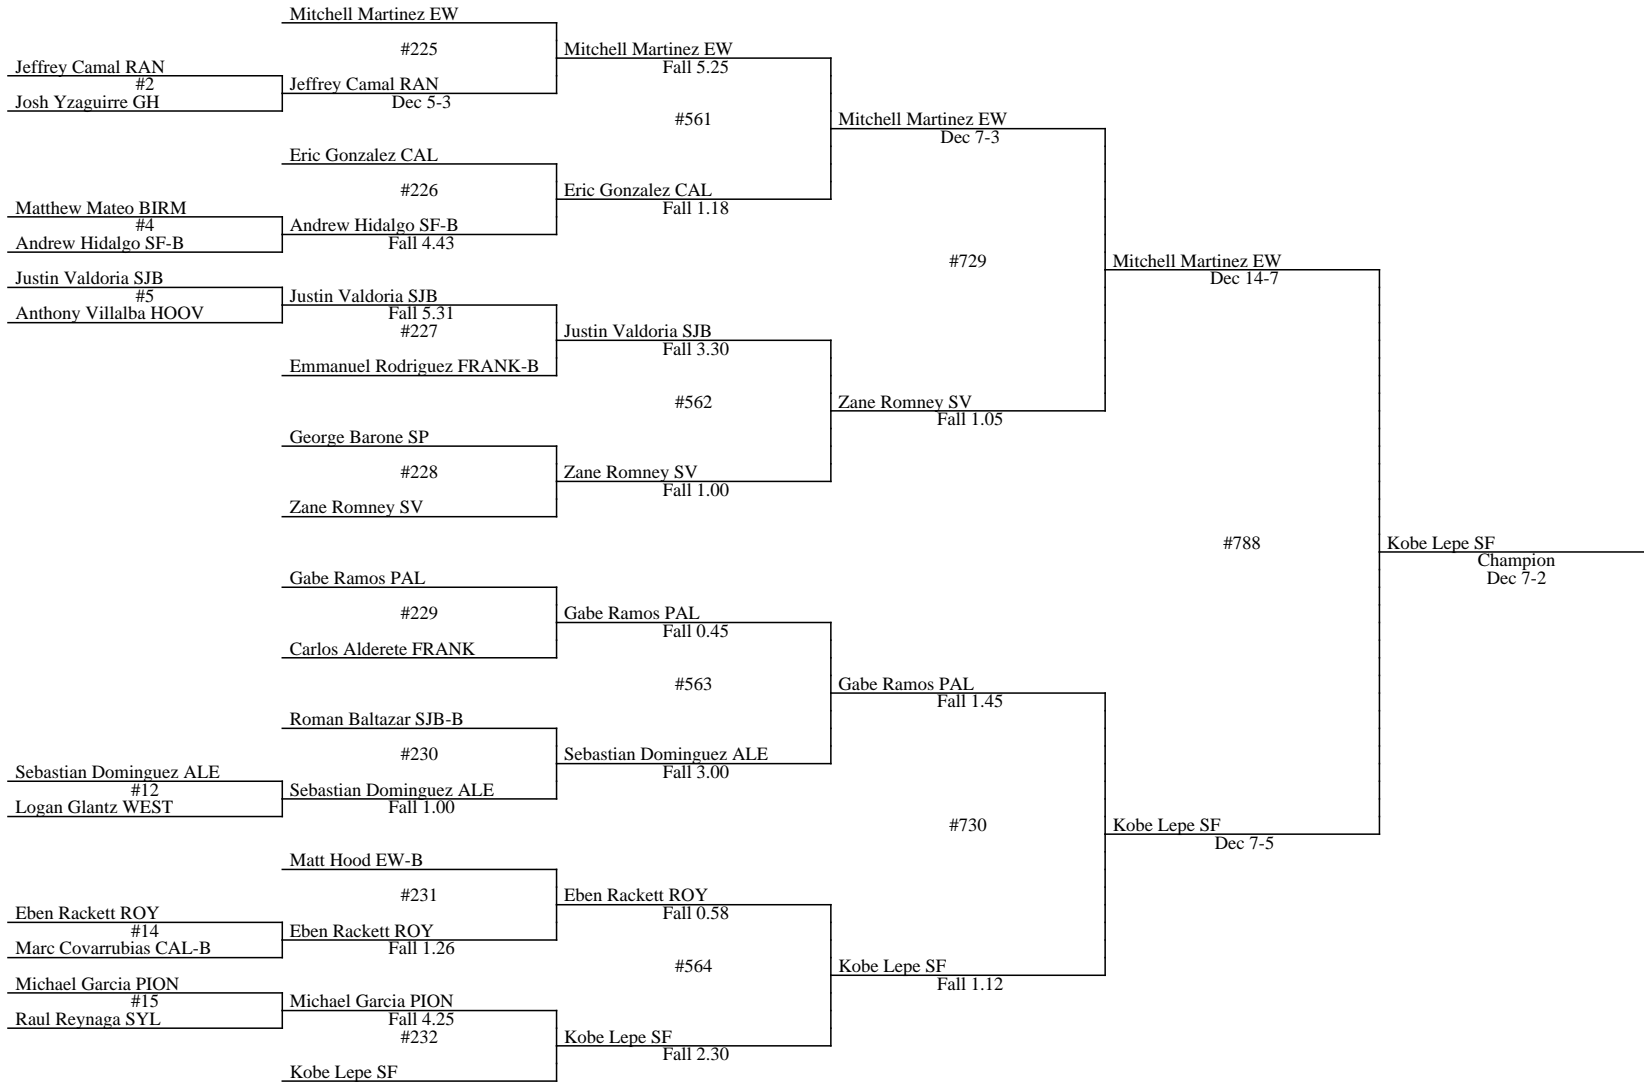 Mitchell Martinez EW
#225
Mitchell Martinez EW
Fall 5.25
Jeffrey Camal RAN
#2
Josh Yzaguirre GH
Jeffrey Camal RAN
Dec 5-3
#561
Mitchell Martinez EW
Dec 7-3
Eric Gonzalez CAL
#226
Eric Gonzalez CAL
Fall 1.18
Matthew Mateo BIRM
#4
Andrew Hidalgo SF-B
Andrew Hidalgo SF-B
Fall 4.43
#729
Mitchell Martinez EW
Dec 14-7
Justin Valdoria SJB
#5
Anthony Villalba HOOV
Justin Valdoria SJB
Fall 5.31
#227
Justin Valdoria SJB
Fall 3.30
Emmanuel Rodriguez FRANK-B
#562
Zane Romney SV
Fall 1.05
George Barone SP
#228
Zane Romney SV
Fall 1.00
Zane Romney SV
#788
Kobe Lepe SF
Champion
Dec 7-2
Gabe Ramos PAL
#229
Gabe Ramos PAL
Fall 0.45
Carlos Alderete FRANK
#563
Gabe Ramos PAL
Fall 1.45
Roman Baltazar SJB-B
#230
Sebastian Dominguez ALE
Fall 3.00
Sebastian Dominguez ALE
#12
Logan Glantz WEST
Sebastian Dominguez ALE
Fall 1.00
#730
Kobe Lepe SF
Dec 7-5
Matt Hood EW-B
#231
Eben Rackett ROY
Fall 0.58
Eben Rackett ROY
#14
Marc Covarrubias CAL-B
Eben Rackett ROY
Fall 1.26
#564
Kobe Lepe SF
Fall 1.12
Michael Garcia PION
#15
Raul Reynaga SYL
Michael Garcia PION
Fall 4.25
#232
Kobe Lepe SF
Fall 2.30
Kobe Lepe SF